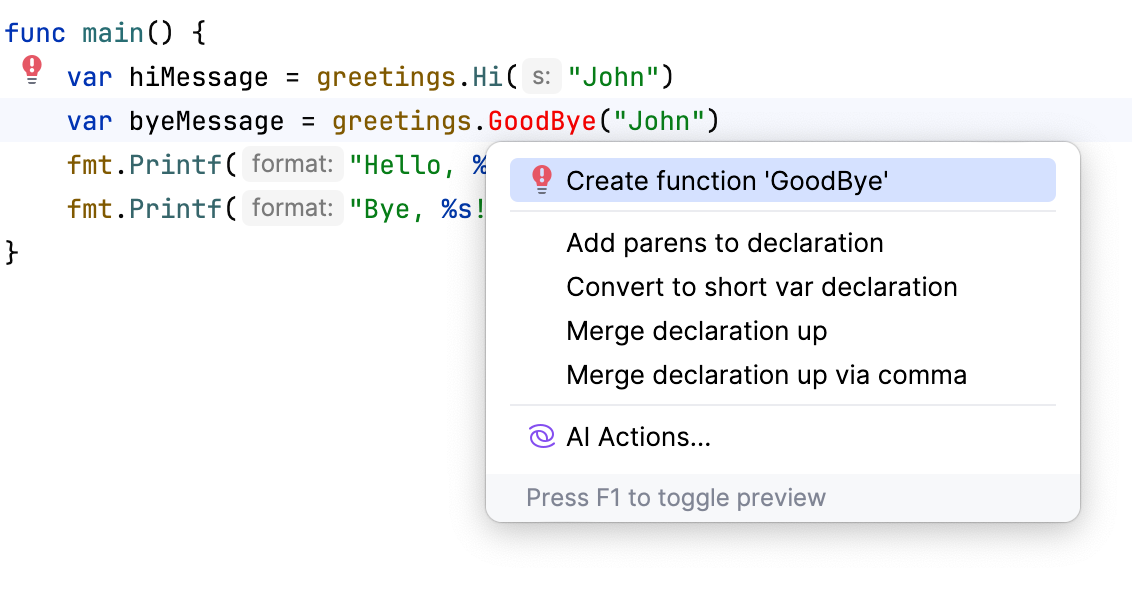 func main() {
var hiMessage = greetings.Hi( s: "John")
var byeMessage = greetings.GoodBye("John")
fmt.Printf( format: "Hello, %
fmt.Printf( format: "Bye, %s!
}
Create function 'GoodBye'
Add parens to declaration
Convert to short var declaration
Merge declaration up
Merge declaration up via comma
AI Actions...
Press F1 to toggle preview